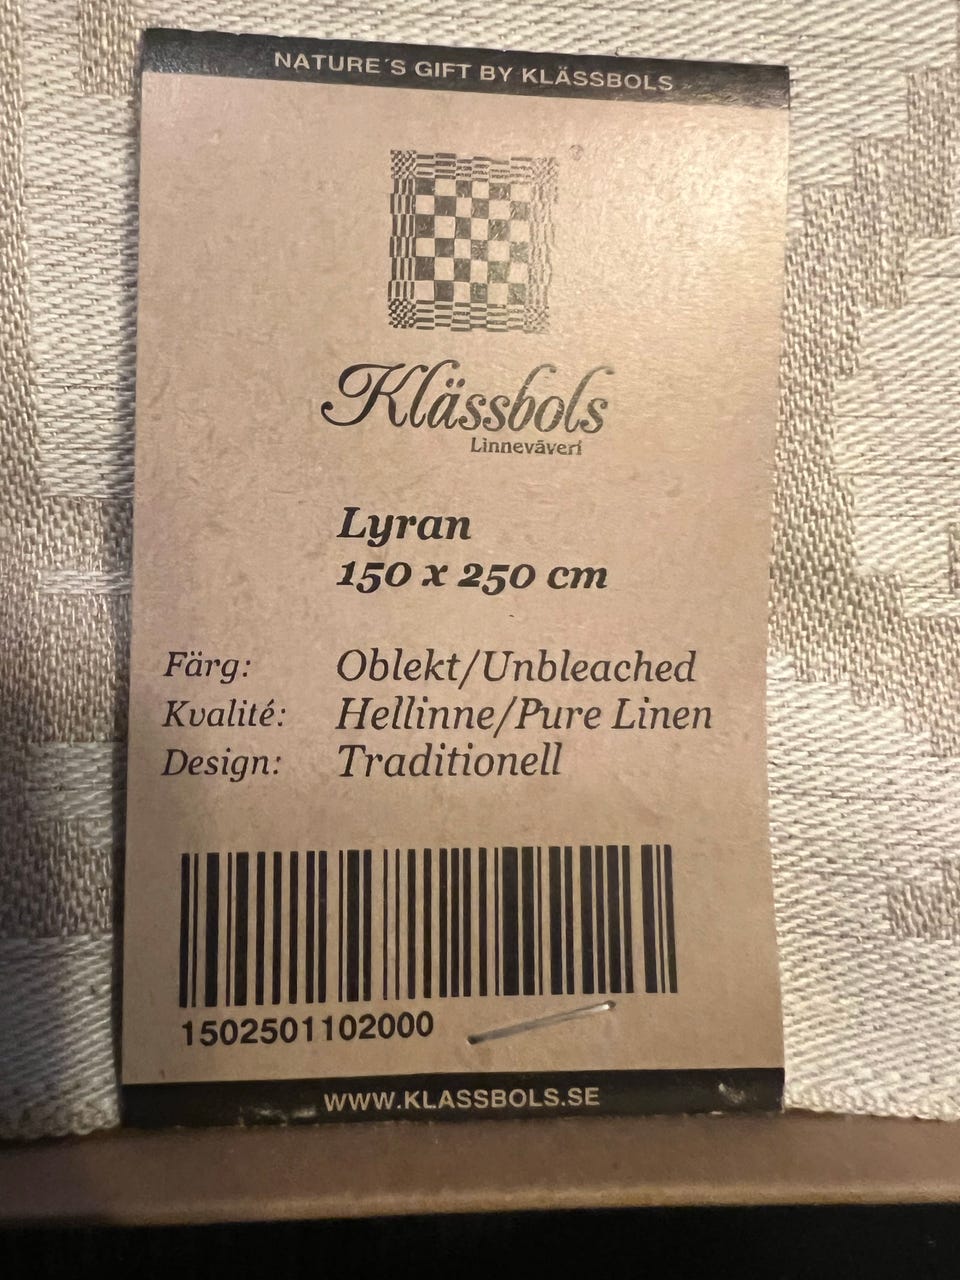 NATURE´S GIFT BY KLÄSSBOLS
®
Klässbols
Linneväveri
Lyran
150 x 250 cm
Färg: Oblekt/Unbleached
Kvalité: Hellinne/Pure Linen
Design: Traditionell
1502501102000
WWW.KLASSBOLS.SE